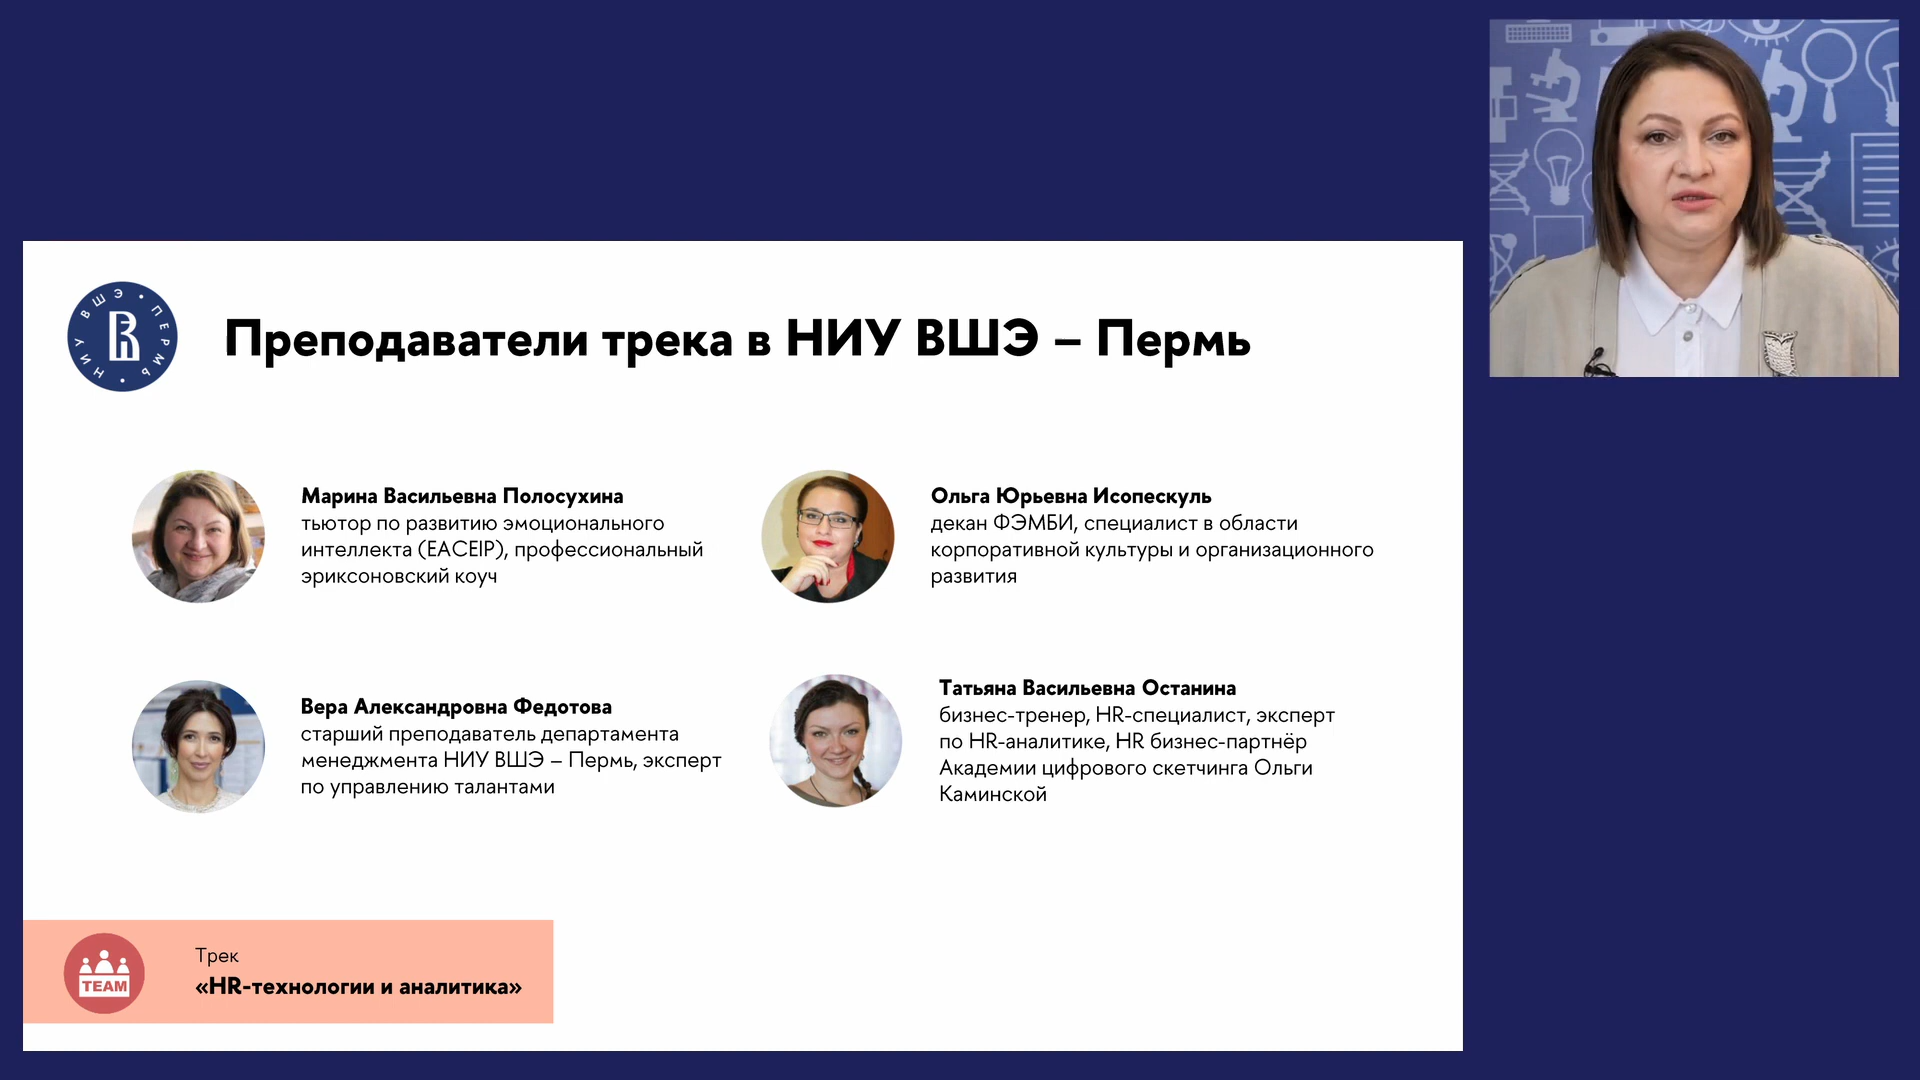 НИУ ВШЭ • ПЕРМЬ •
Преподаватели трека в НИУ ВШЭ – Пермь
Марина Васильевна Полосухина
тьютор по развитию эмоционального
интеллекта (EACEIP), профессиональный
эриксоновский коуч
Ольга Юрьевна Исопескуль
декан ФЭМБИ, специалист в области
корпоративной культуры и организационного
развития
Вера Александровна Федотова
старший преподаватель департамента
менеджмента НИУ ВШЭ – Пермь, эксперт
по управлению талантами
Татьяна Васильевна Останина
бизнес-тренер, HR-специалист, эксперт
по HR-аналитике, HR бизнес-партнёр
Академии цифрового скетчинга Ольги
Каминской
TEAM
Трек
«HR-технологии и аналитика»